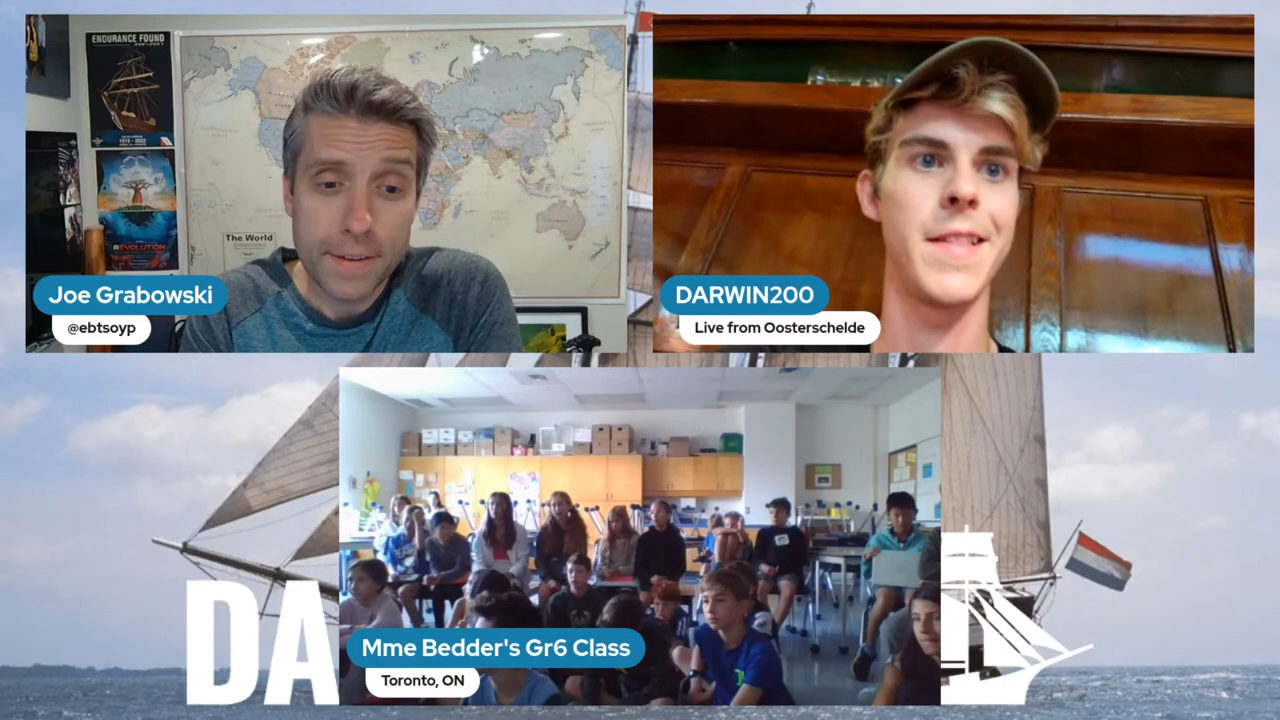 ENDURANCE FOUND
REVOLUTION
The World
Joe Grabowski
@ebtsoyp
DARWIN200
Live from Oosterschelde
Mme Bedder's Gr6 Class
Toronto, ON
DA